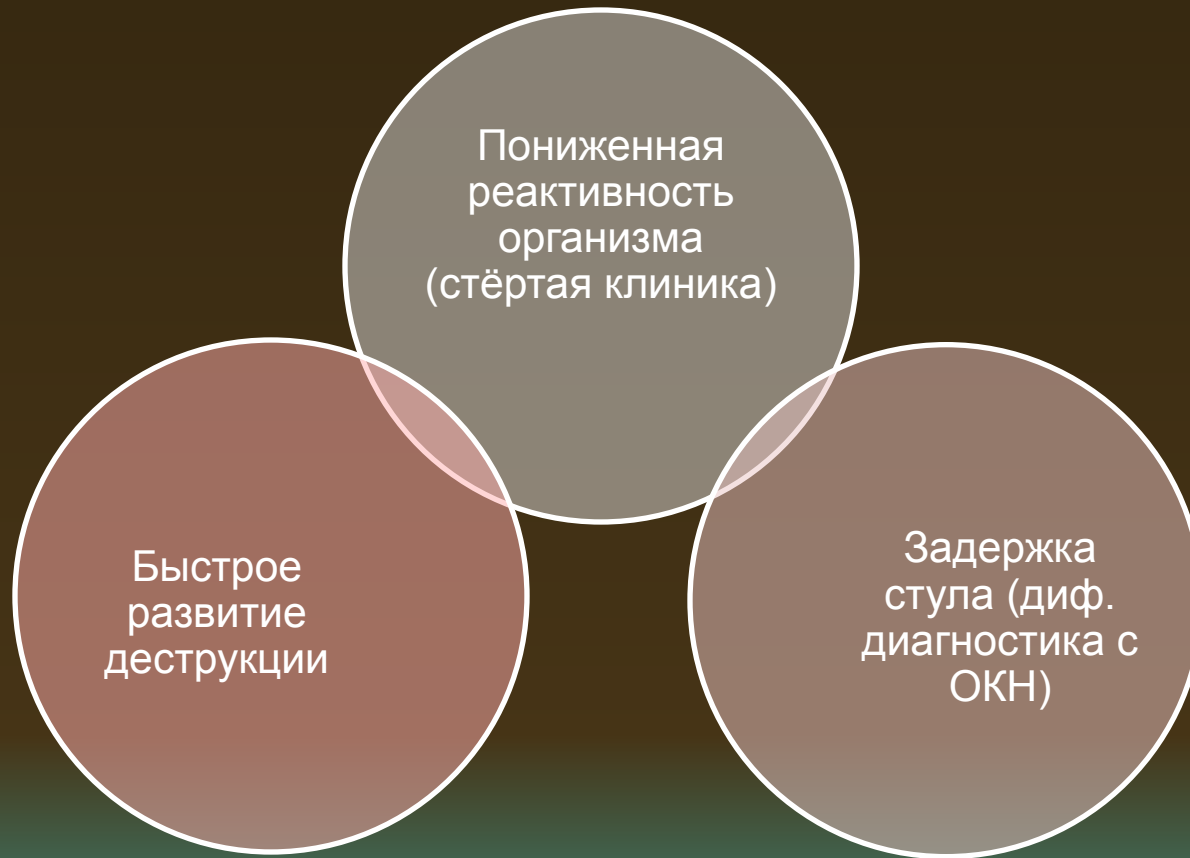 Пониженная
реактивность
организма
(стёртая клиника)
Быстрое
развитие
деструкции
Задержка
стула (диф.
диагностика с
ОКН)